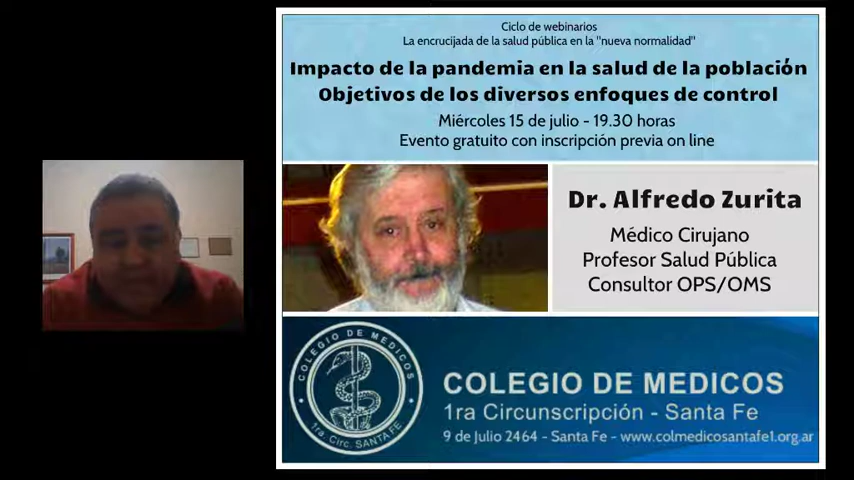 Ciclo de webinarios
La encrucijada de la salud pública en la "nueva normalidad"
Impacto de la pandemia en la salud de la población
Objetivos de los diversos enfoques de control
Miércoles 15 de julio - 19.30 horas
Evento gratuito con inscripción previa on line
Dr. Alfredo Zurita
Médico Cirujano
Profesor Salud Pública
Consultor OPS/OMS
COLEGIO DE MEDICOS
1ra. Circ. SANTA FE
COLEGIO DE MEDICOS
1ra Circunscripción - Santa Fe
9 de Julio 2464 - Santa Fe - www.colmedicosantafe1.org.ar